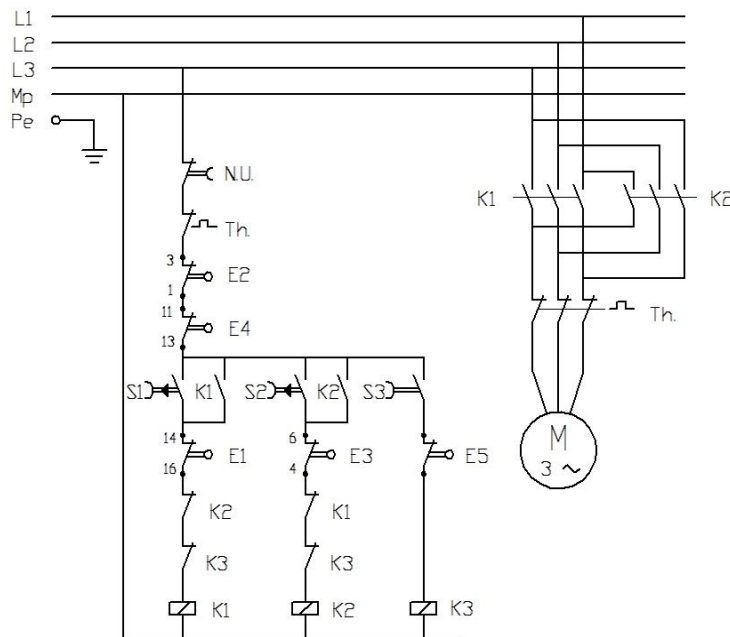 L1
L2
L3
Mp
Pe
N.U.
K1
K2
Th.
3
E2
1
Th.
11
E4
13
S1
K1
S2
K2
S3
14
E1
16
6
E3
4
E5
M
3 ~
K2
K1
K3
K3
K1
K2
K3